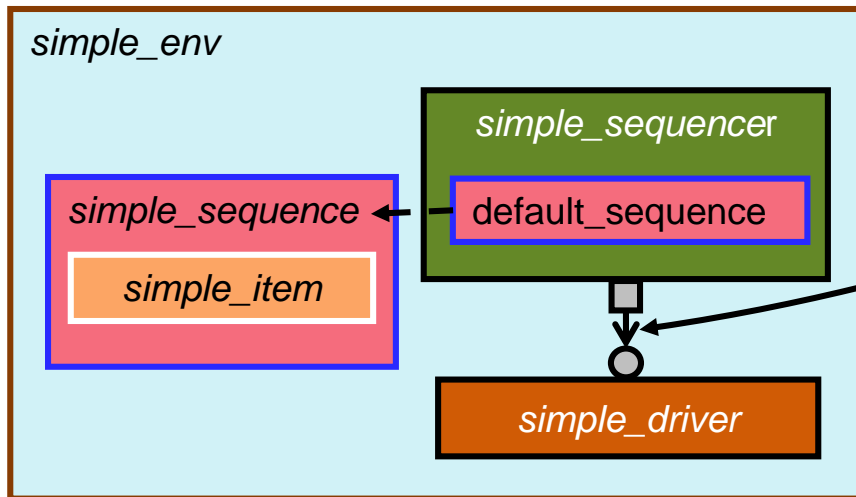 simple_env
simple_sequencer
simple_sequence
default_sequence
simple_item
simple_driver